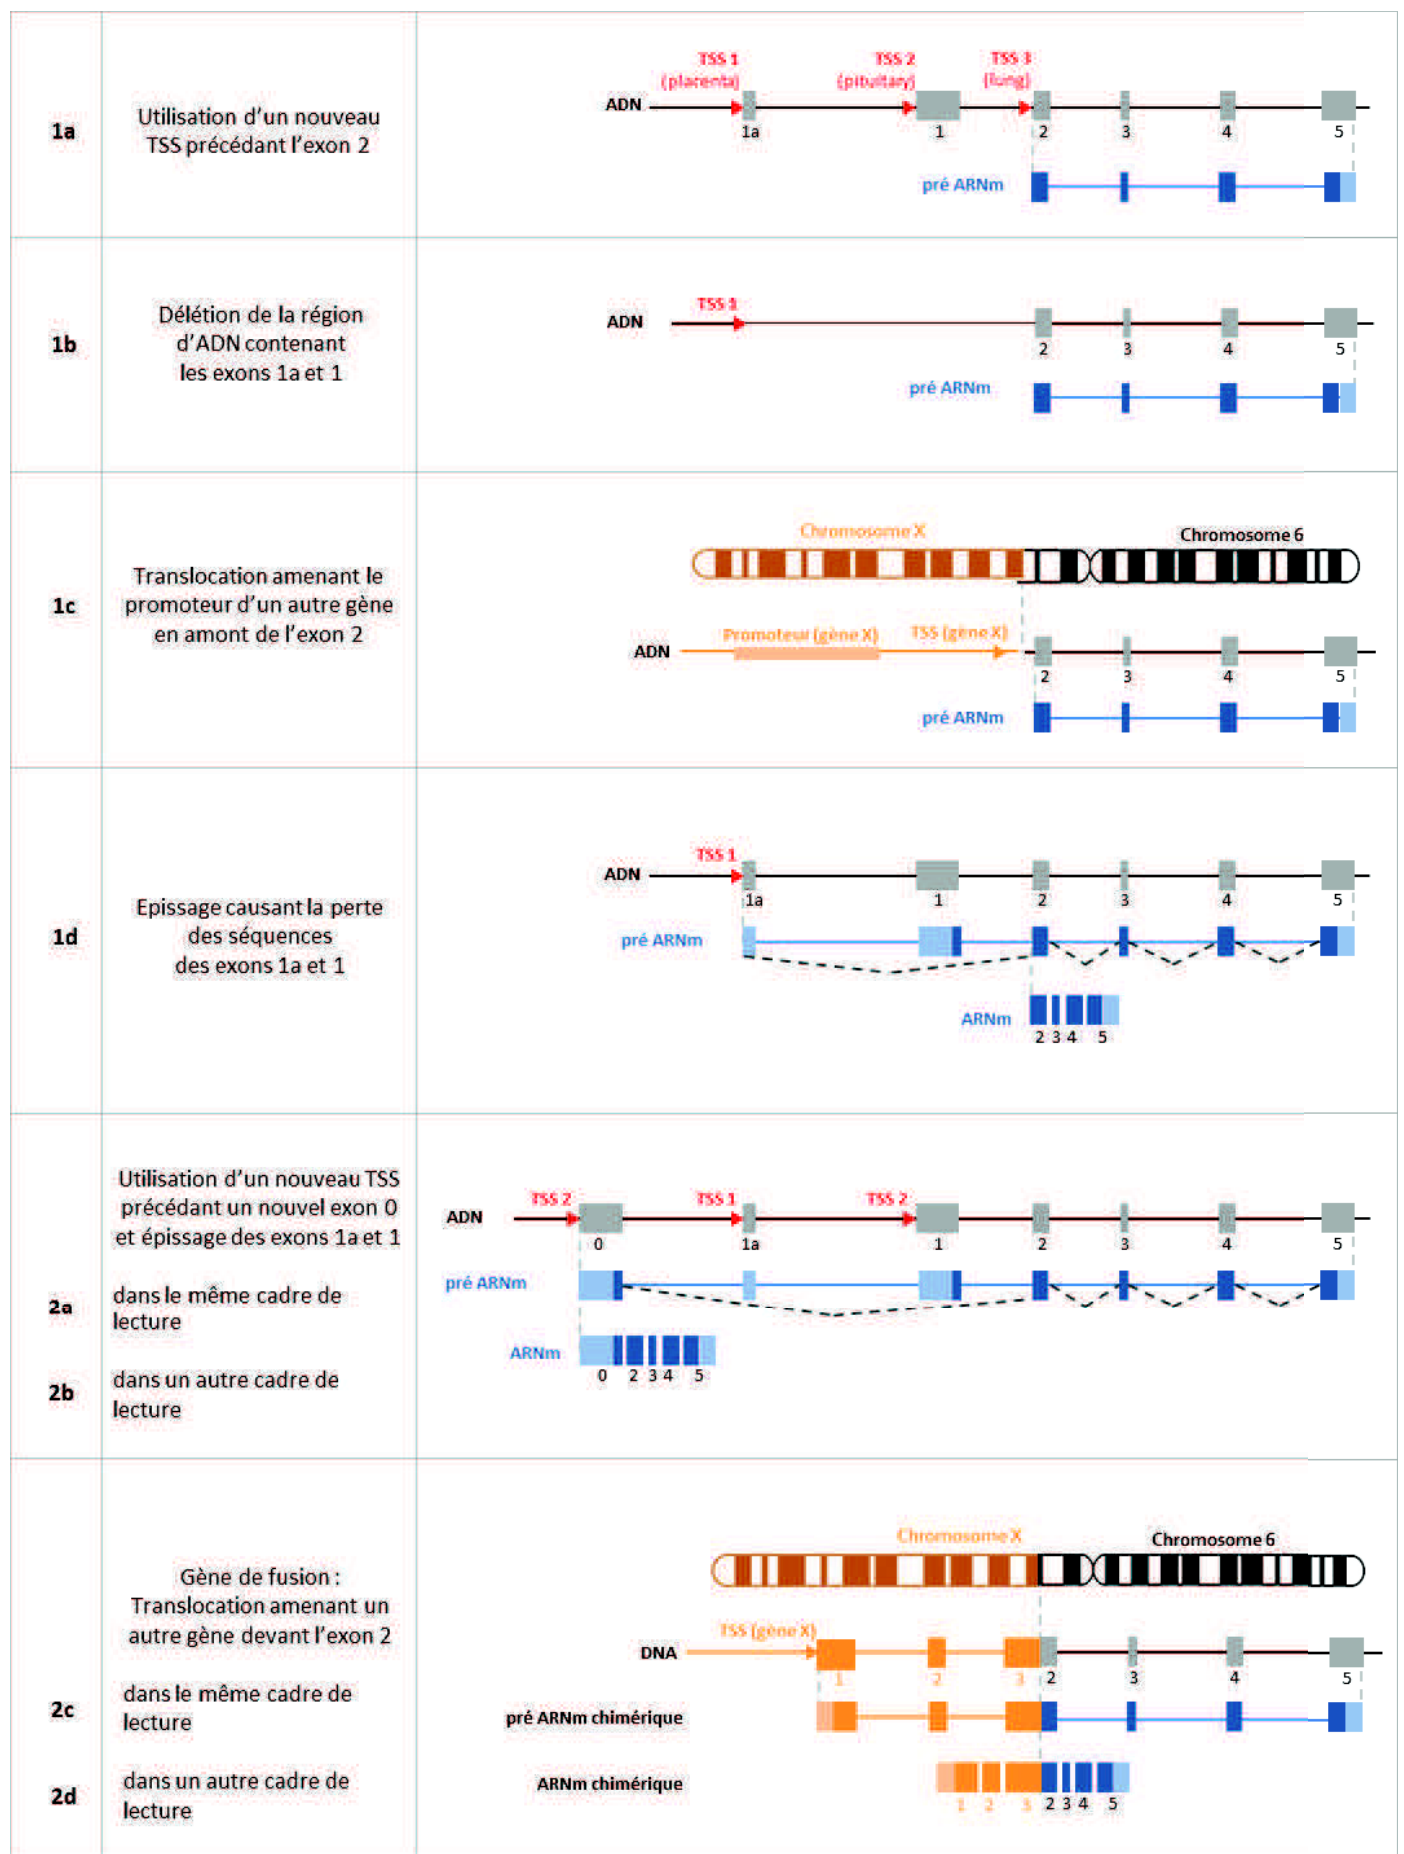 1a
Utilisation d'un nouveau
TSS précédant l'exon 2
TSS 1
(placenta)
TSS 2
(pituitary)
TSS 3
(lung)
ADN
1a 1 2 3 4 5
pré ARNm
1b
Délétion de la région
d'ADN contenant
les exons 1a et 1
TSS 1
ADN
2 3 4 5
pré ARNm
1c
Translocation amenant le
promoteur d'un autre gène
en amont de l'exon 2
Chromosome X
Chromosome 6
Promoteur (gène X) TSS (gène X)
ADN
2 3 4 5
pré ARNm
1d
Epissage causant la perte
des séquences
des exons 1a et 1
TSS 1
ADN
1a 1 2 3 4 5
pré ARNm
ARNm
2 3 4 5
Utilisation d'un nouveau TSS
précédant un nouvel exon 0
et épissage des exons 1a et 1
2a
dans le même cadre de
lecture
2b
dans un autre cadre de
lecture
TSS 2 TSS 1 TSS 2
ADN
0 1a 1 2 3 4 5
pré ARNm
ARNm
0 2 3 4 5
Gène de fusion :
Translocation amenant un
autre gène devant l'exon 2
2c
dans le même cadre de
lecture
2d
dans un autre cadre de
lecture
Chromosome X
Chromosome 6
TSS (gène X)
DNA
1 2 3 2 3 4 5
pré ARNm chimérique
ARNm chimérique
1 2 3 2 3 4 5